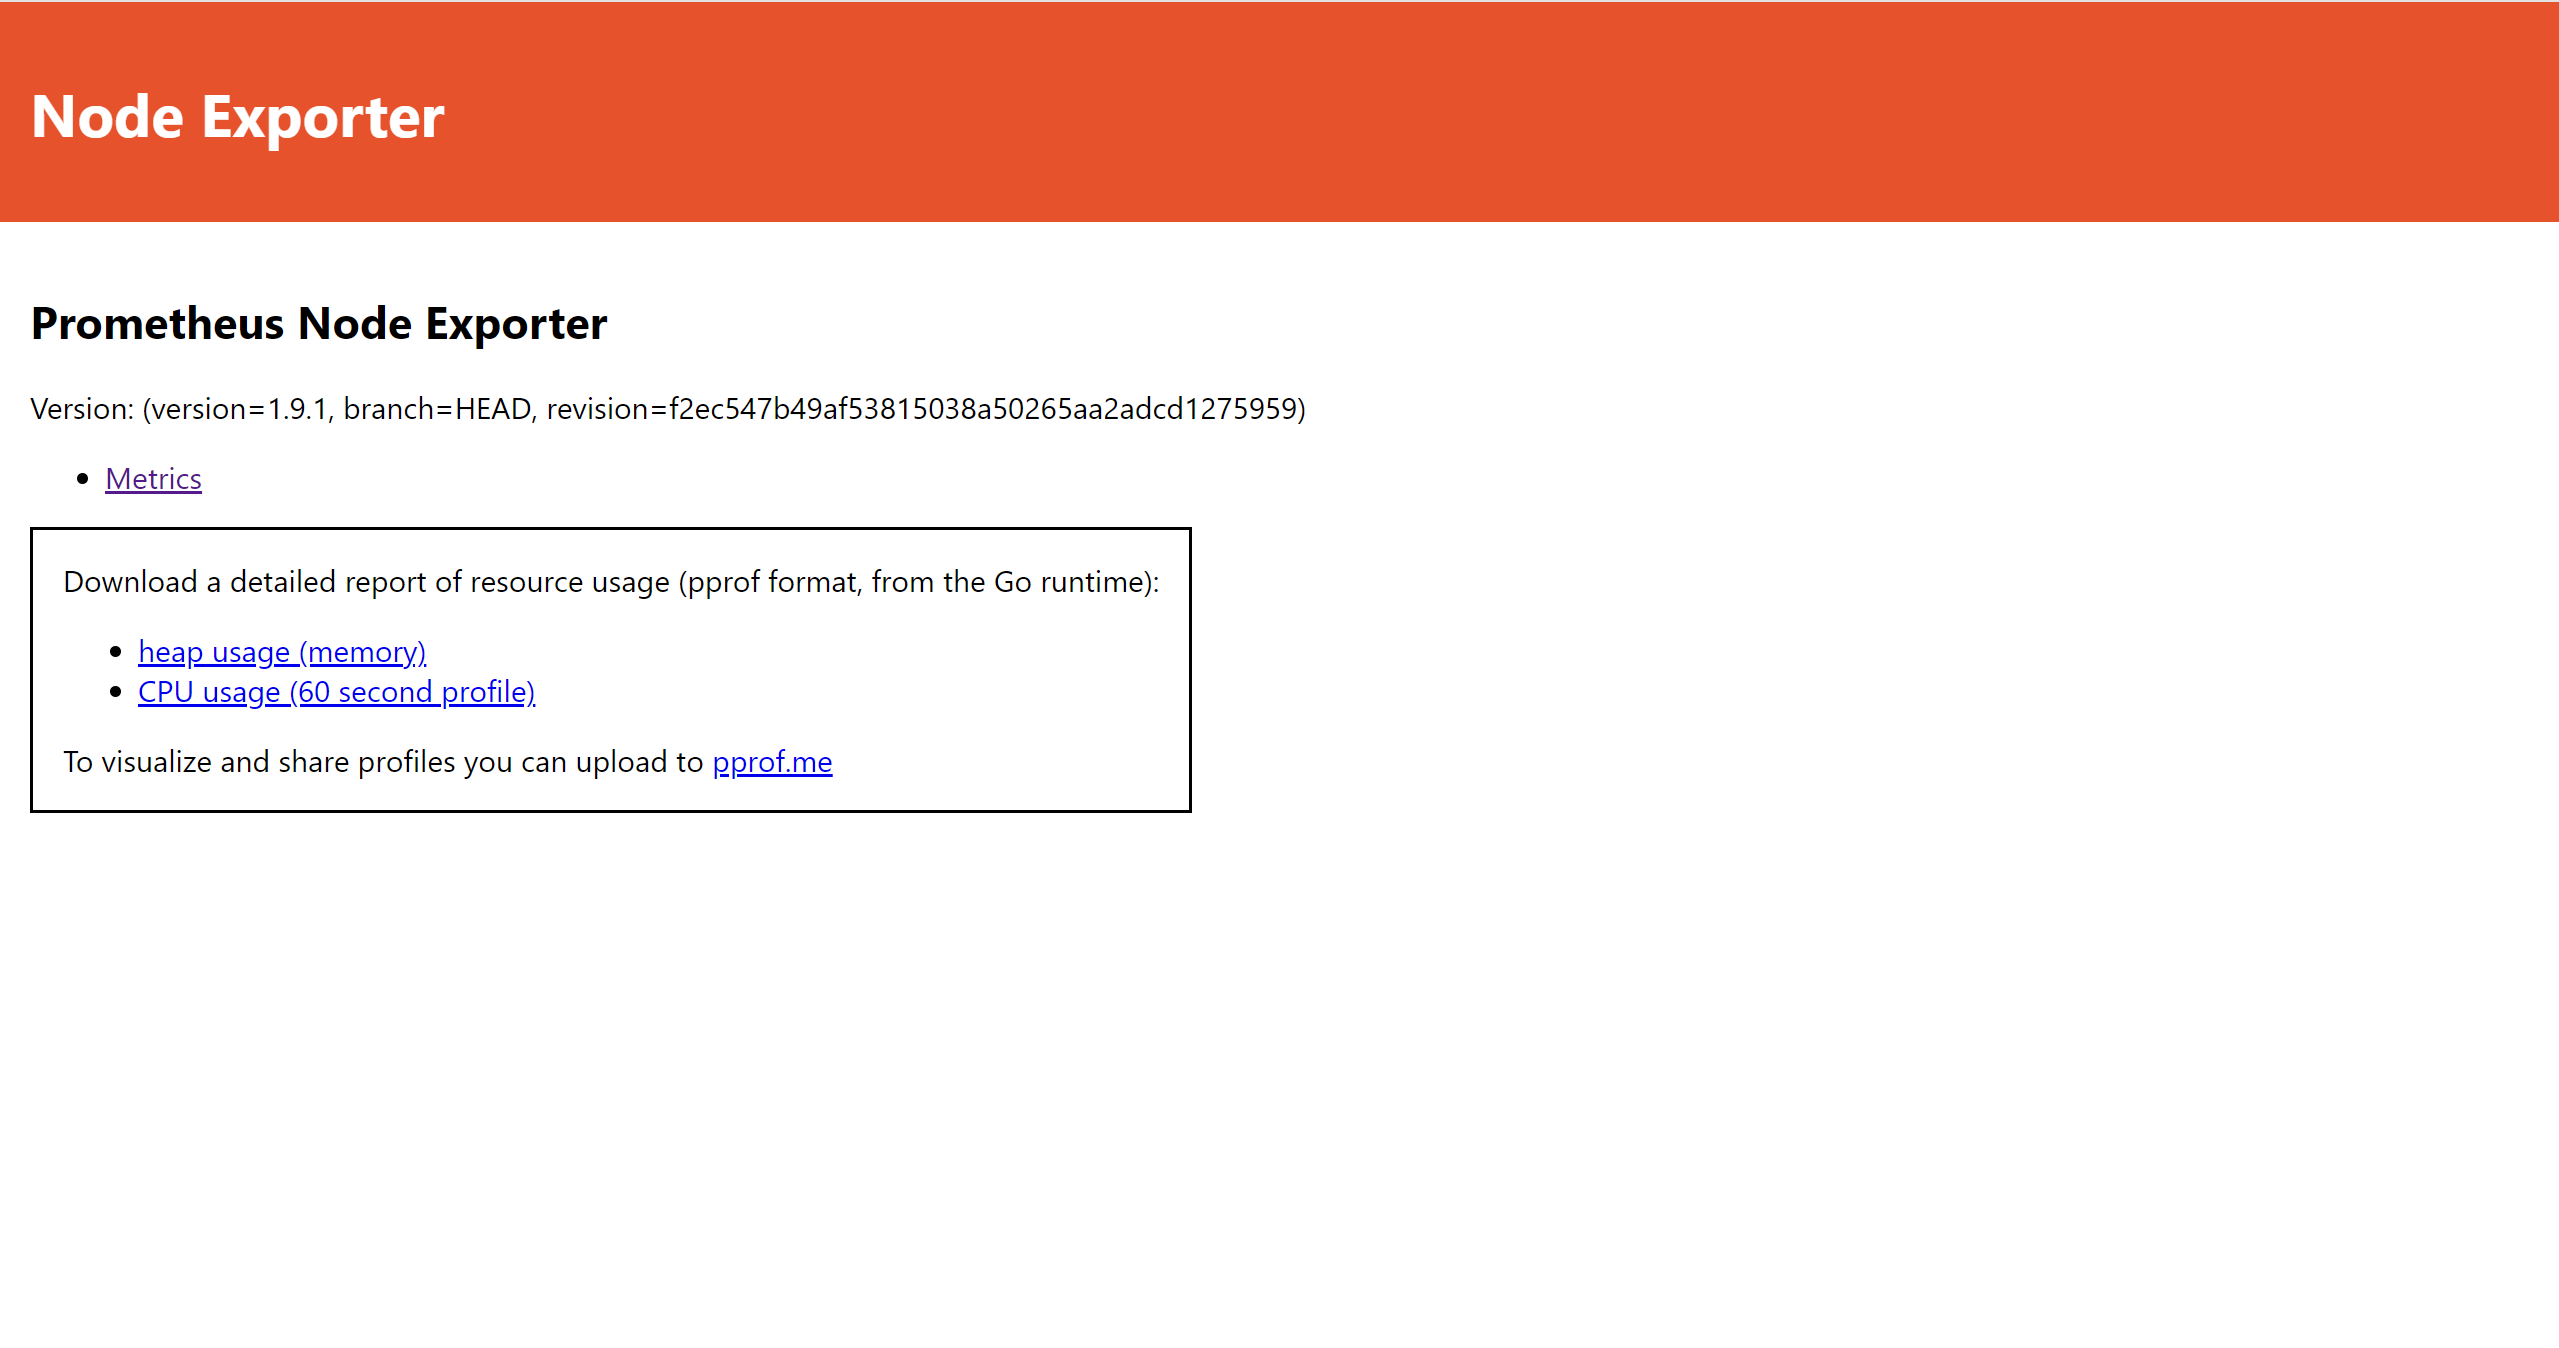 Node Exporter
Prometheus Node Exporter
Version: (version=1.9.1, branch=HEAD, revision=f2ec547b49af53815038a50265aa2adcd1275959)
Metrics
Download a detailed report of resource usage (pprof format, from the Go runtime):
heap usage (memory)
CPU usage (60 second profile)
To visualize and share profiles you can upload to pprof.me